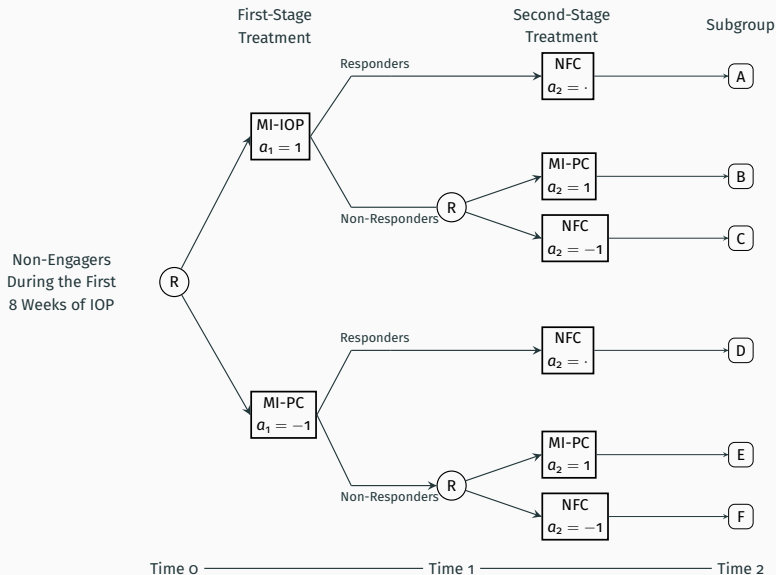 First-Stage
Treatment
Second-Stage
Treatment
Subgroup
Responders
NFC
a₂ = ·
A
MI-IOP
a₁ = 1
MI-PC
a₂ = 1
B
Non-Responders
R
NFC
a₂ = −1
C
Non-Engagers
During the First
8 Weeks of IOP
R
Responders
NFC
a₂ = ·
D
MI-PC
a₁ = −1
MI-PC
a₂ = 1
E
Non-Responders
R
NFC
a₂ = −1
F
Time 0
Time 1
Time 2